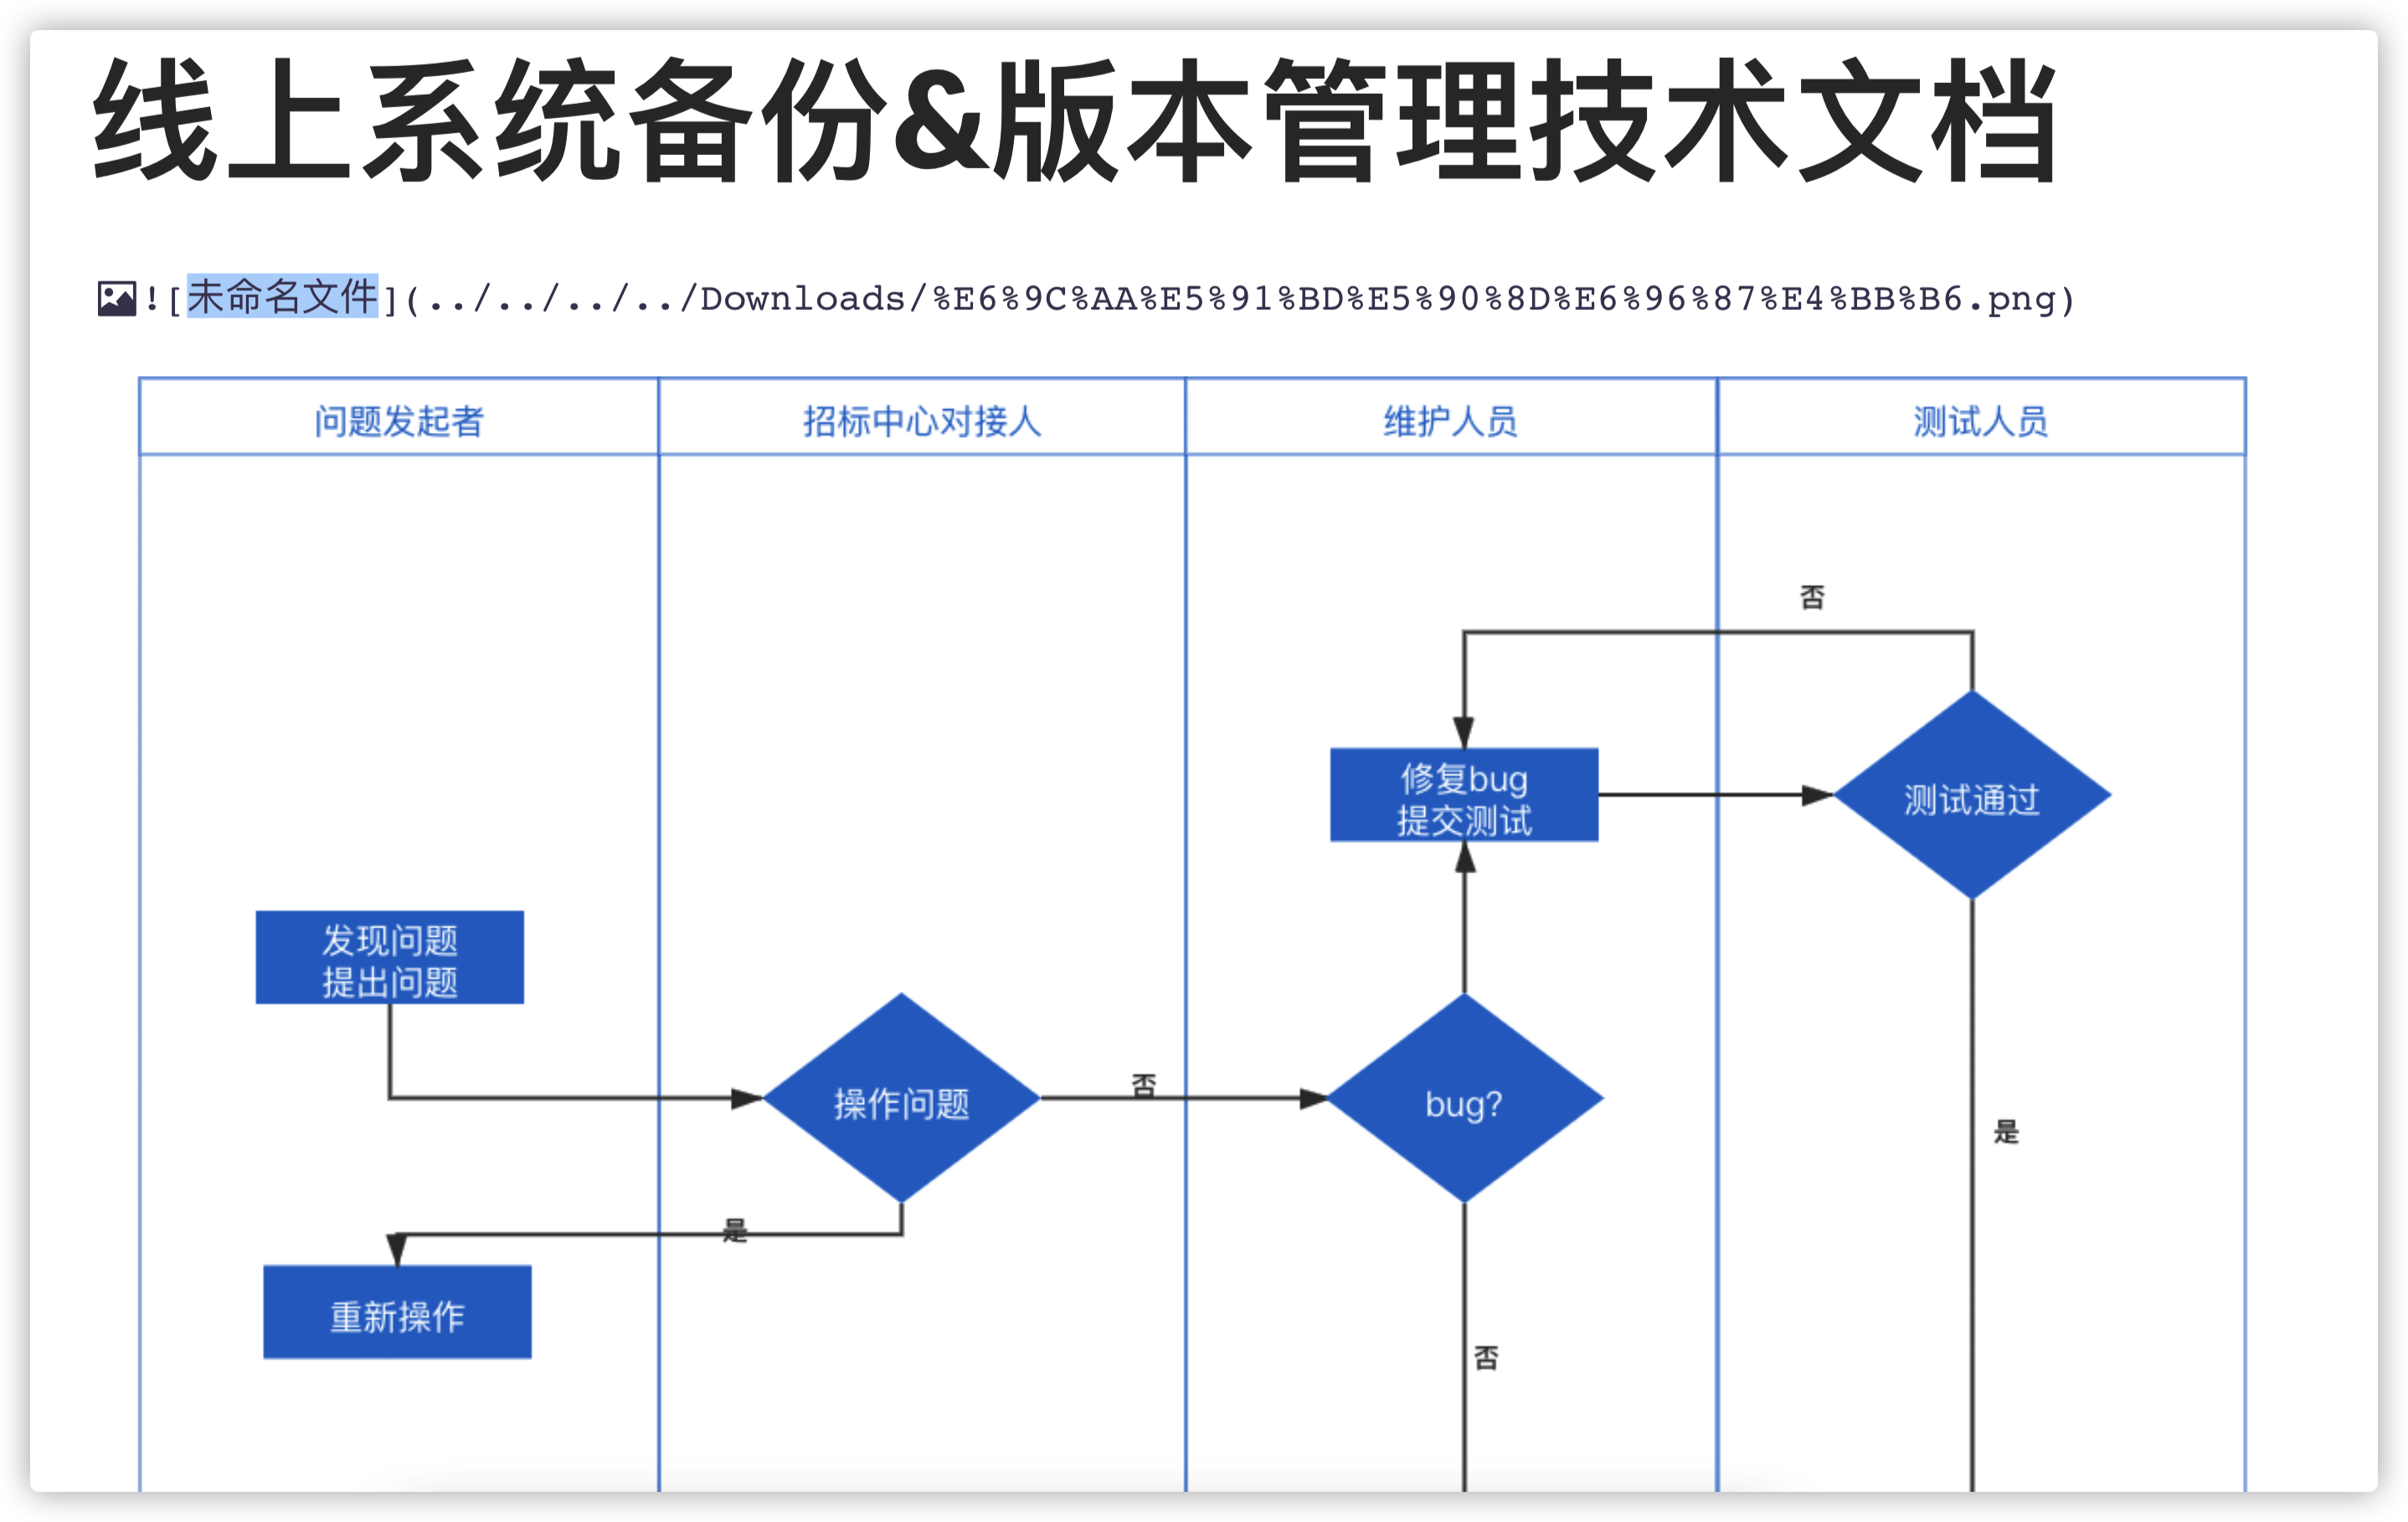 线上系统备份&版本管理技术文档
![未命名文件](../../../../Downloads/%E6%9C%AA%E5%91%BD%E5%90%8D%E6%96%87%E4%BB%B6.png)
问题发起者
招标中心对接人
维护人员
测试人员
否
修复bug
提交测试
测试通过
发现问题
提出问题
操作问题
否
bug?
是
是
重新操作
否